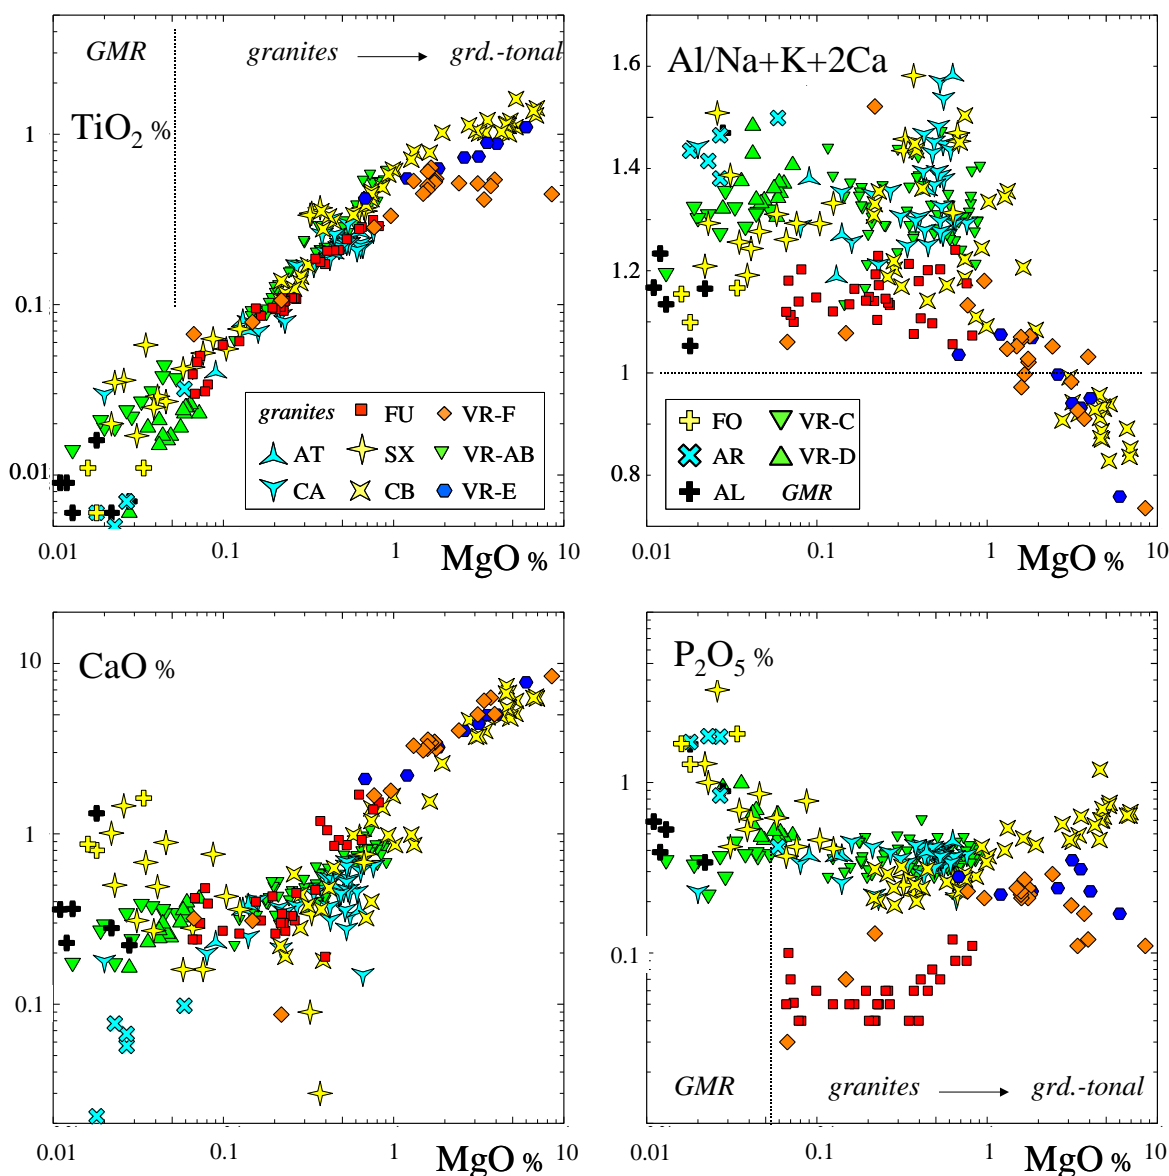 GMR granites grd.-tonal
TiO2 %
1
0.1
0.01
granites FU VR-F
AT SX VR-AB
CA CB VR-E
0.01 0.1 1 10
MgO %
Al/Na+K+2Ca
1.6
1.4
1.2
1
0.8
FO VR-C
AR VR-D
AL GMR
0.01 0.1 1 10
MgO %
CaO %
10
1
0.1
0.01 0.1 1 10
MgO %
P2O5 %
1
0.1
GMR granites grd.-tonal
0.01 0.1 1 10
MgO %